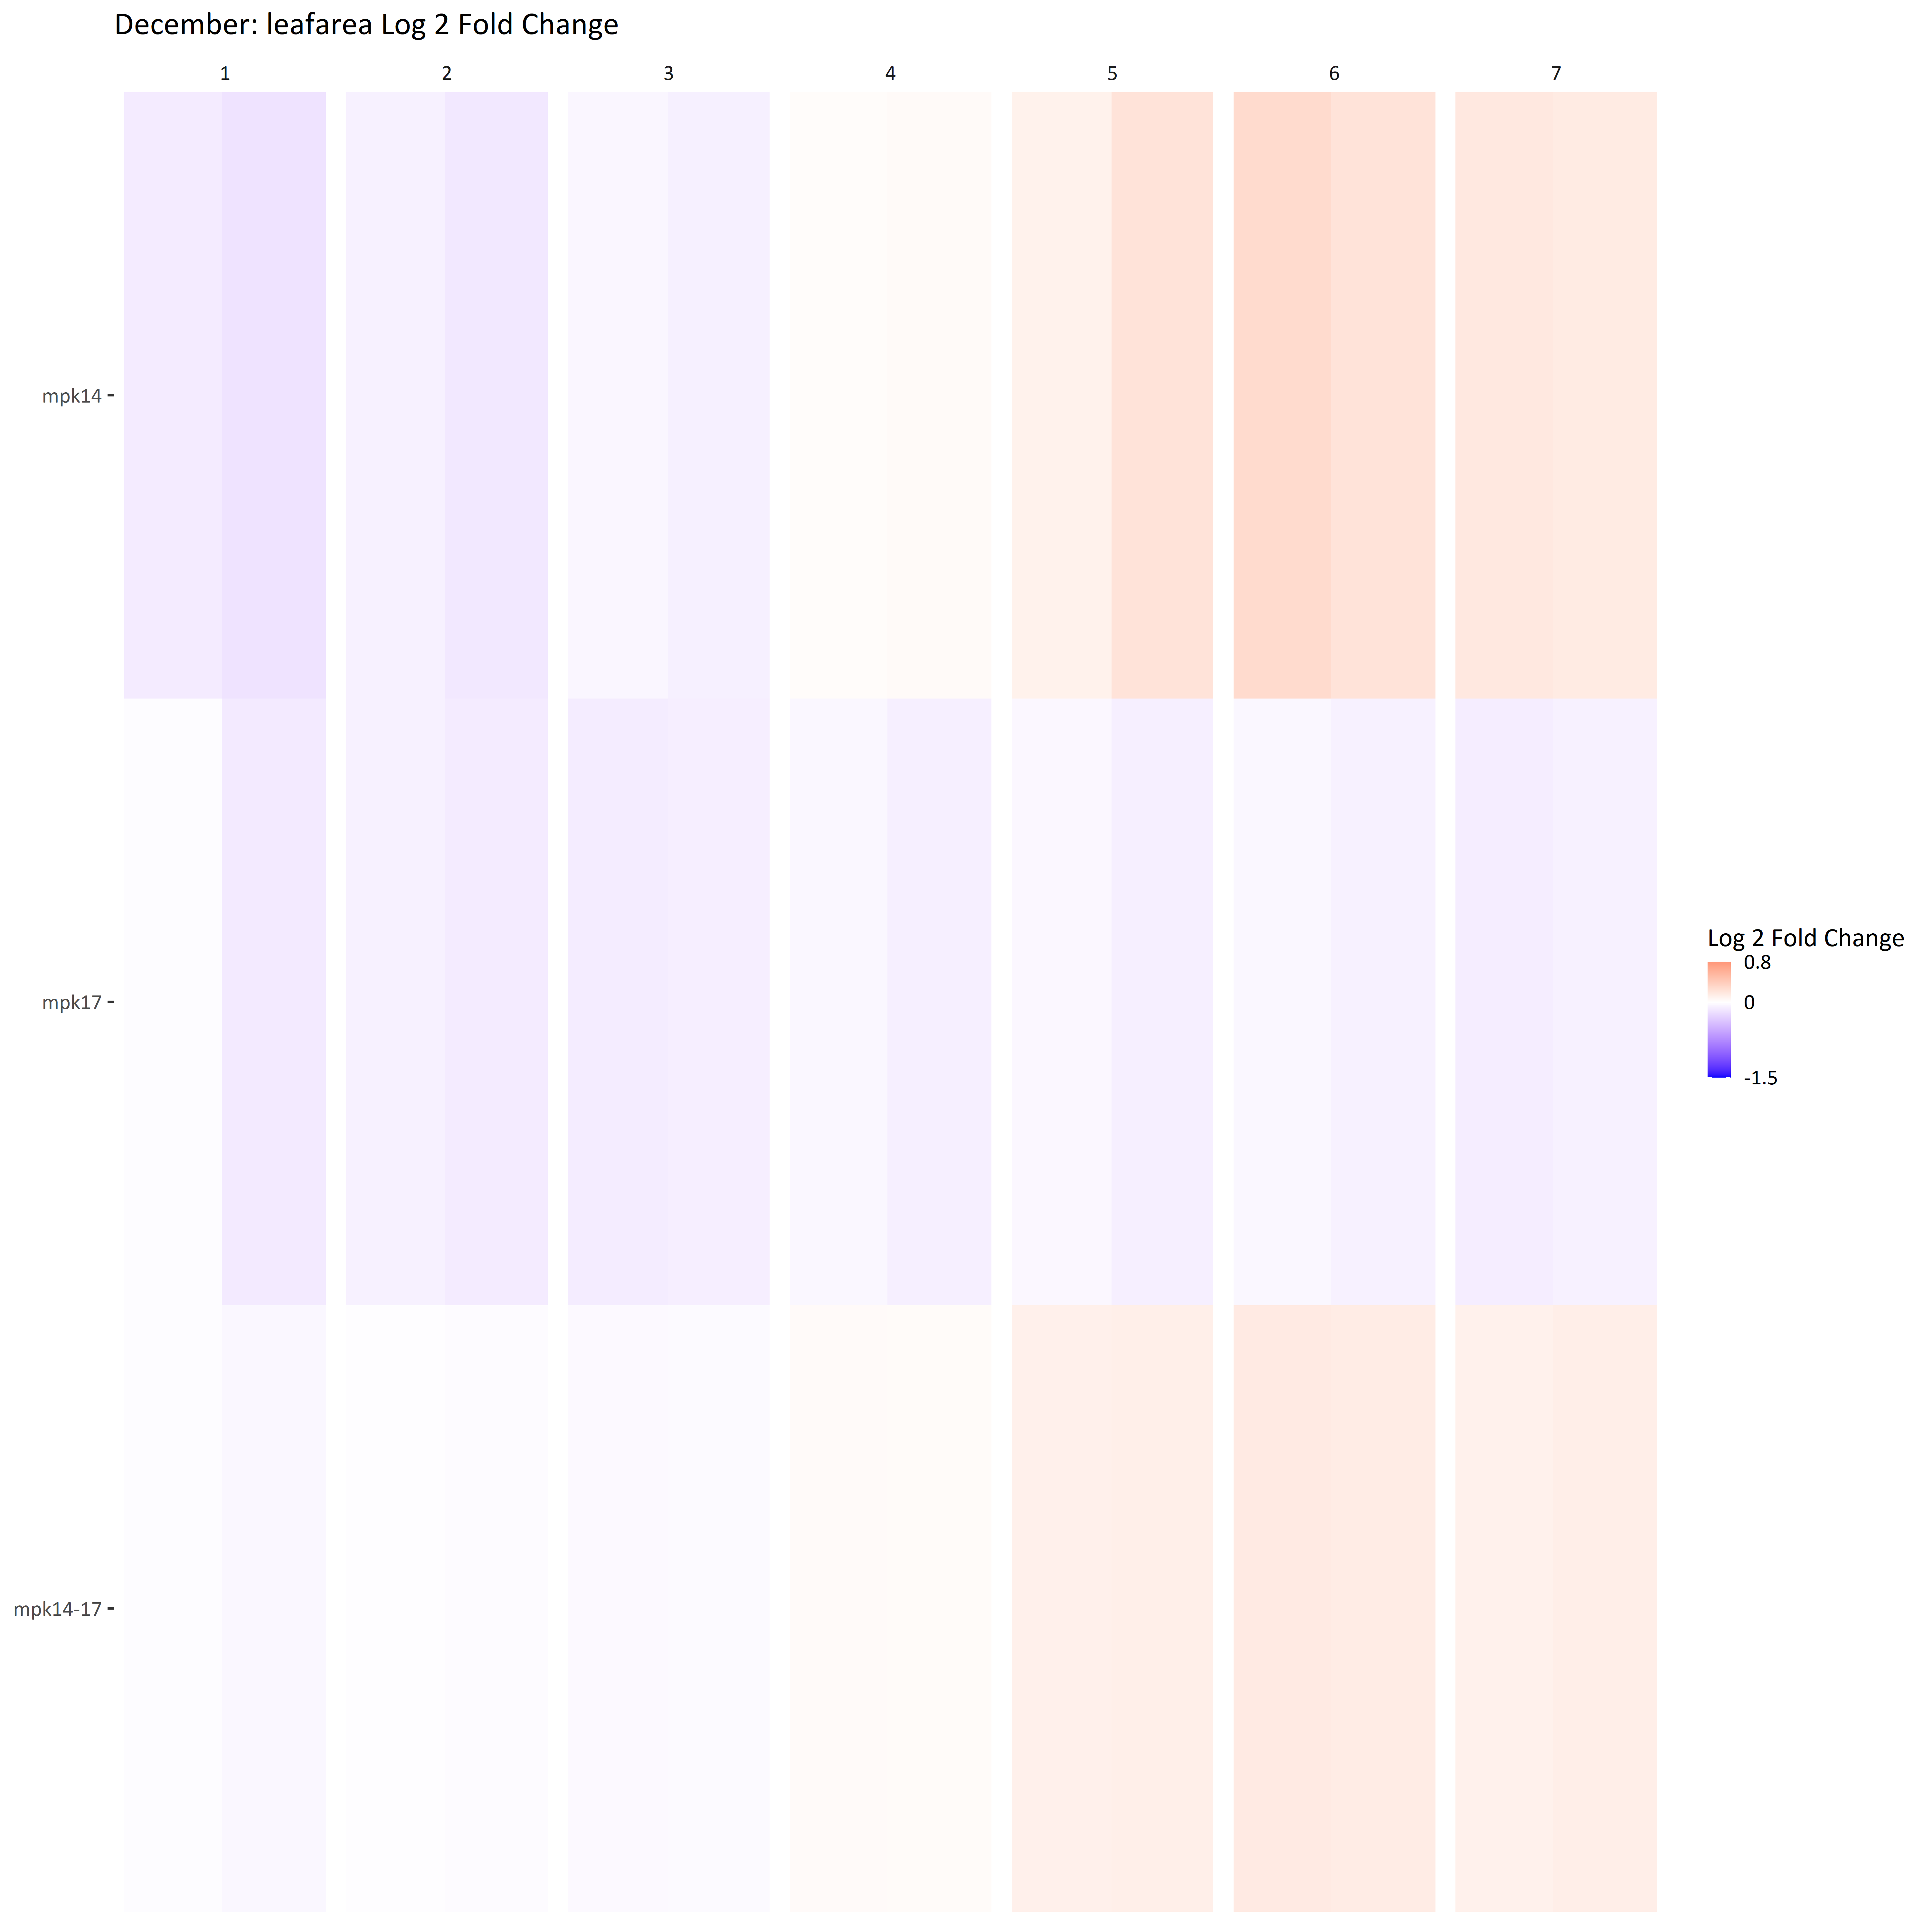 December: leafarea Log 2 Fold Change
1 2 3 4 5 6 7
mpk14
mpk17
mpk14-17
Log 2 Fold Change
0.8
0
-1.5